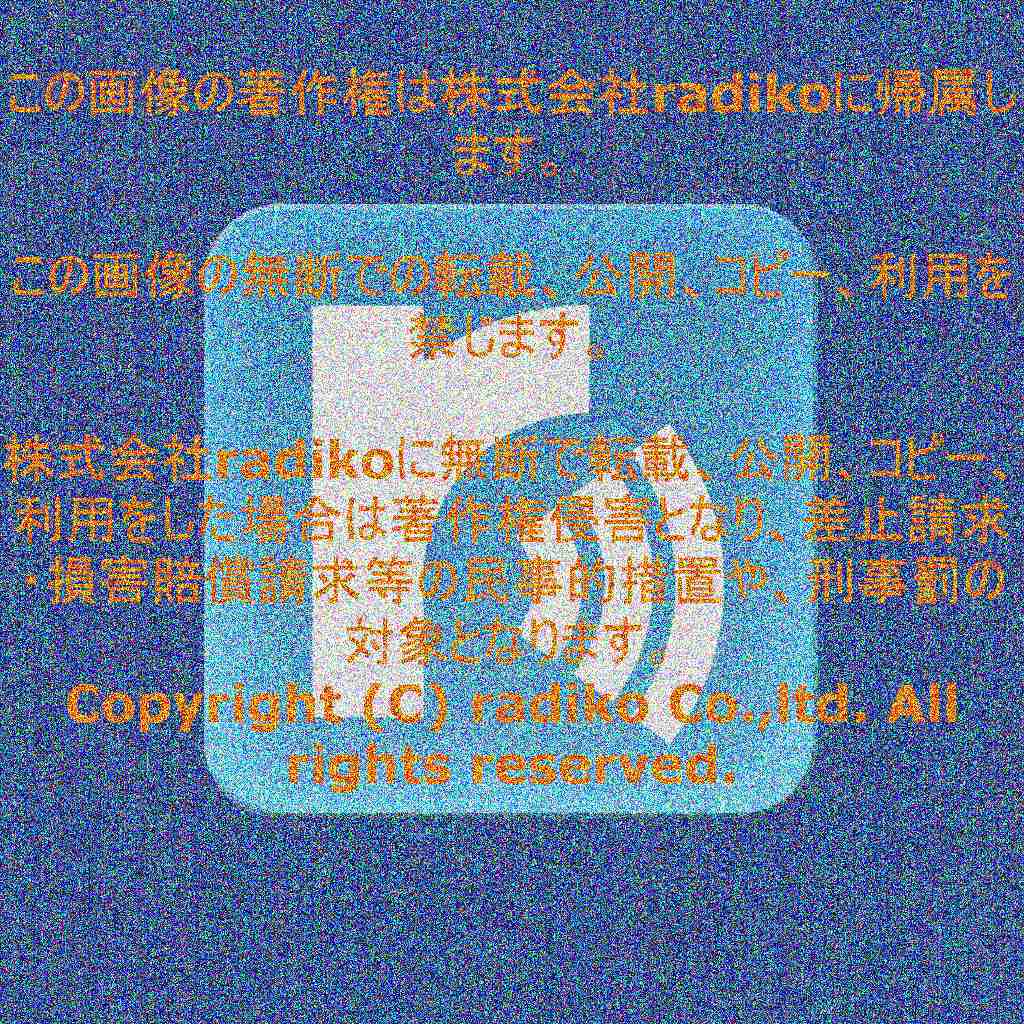 この画像の著作権は株式会社radikoに帰属し
ます。
この画像の無断での転載、公開、コピー、利用を
禁じます。
株式会社radikoに無断で転載、公開、コピー、
利用をした場合は著作権侵害となり、差止請求
・損害賠償請求等の民事的措置や、刑事罰の
対象となります。
Copyright (C) radiko Co.,ltd. All
rights reserved.